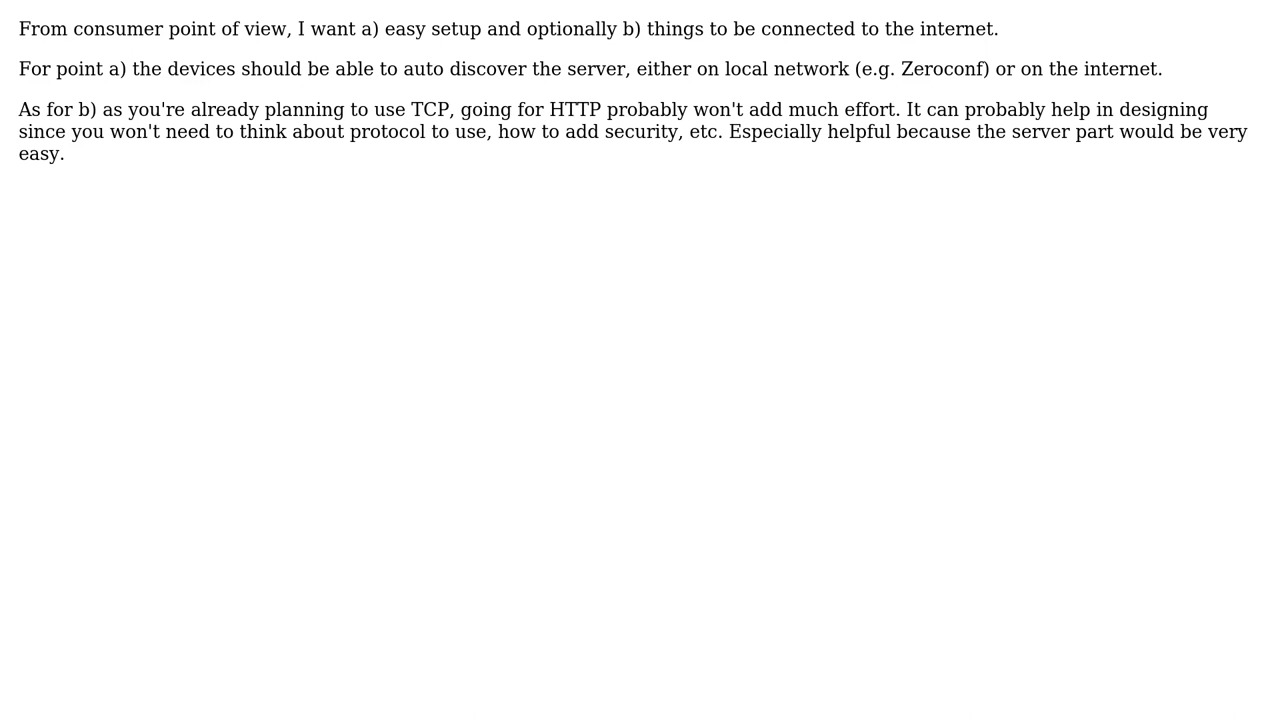 From consumer point of view, I want a) easy setup and optionally b) things to be connected to the internet.
For point a) the devices should be able to auto discover the server, either on local network (e.g. Zeroconf) or on the internet.
As for b) as you're already planning to use TCP, going for HTTP probably won't add much effort. It can probably help in designing
since you won't need to think about protocol to use, how to add security, etc. Especially helpful because the server part would be very
easy.